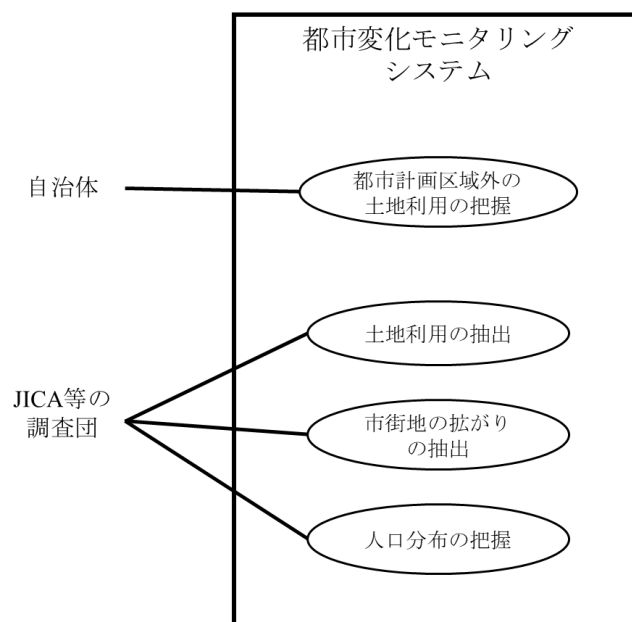 都市変化モニタリング
システム
自治体
都市計画区域外の
土地利用の把握
土地利用の抽出
JICA等の
調査団
市街地の拡がり
の抽出
人口分布の把握